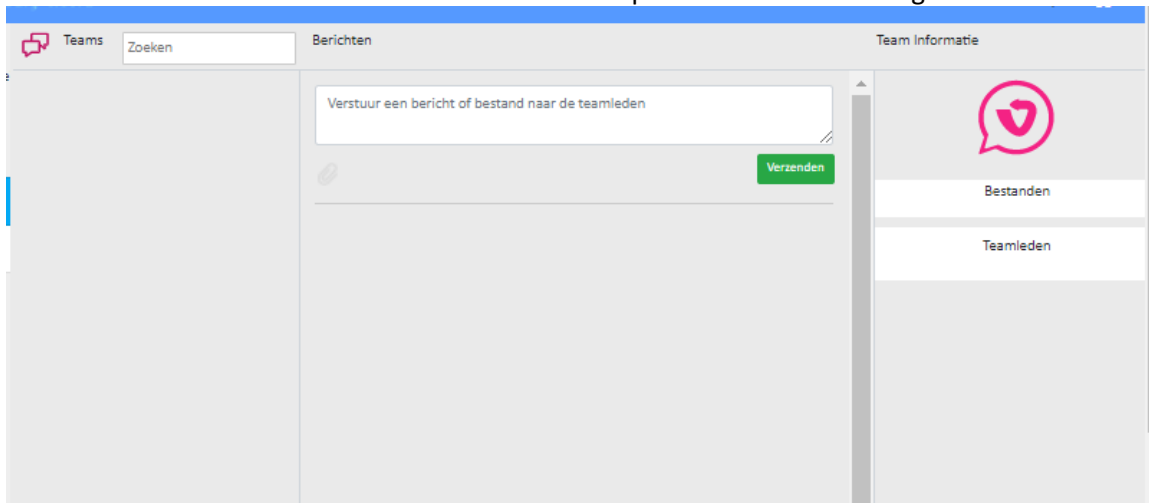 Teams
Zoeken
Berichten
Team Informatie
Verstuur een bericht of bestand naar de teamleden
Verzenden
Bestanden
Teamleden